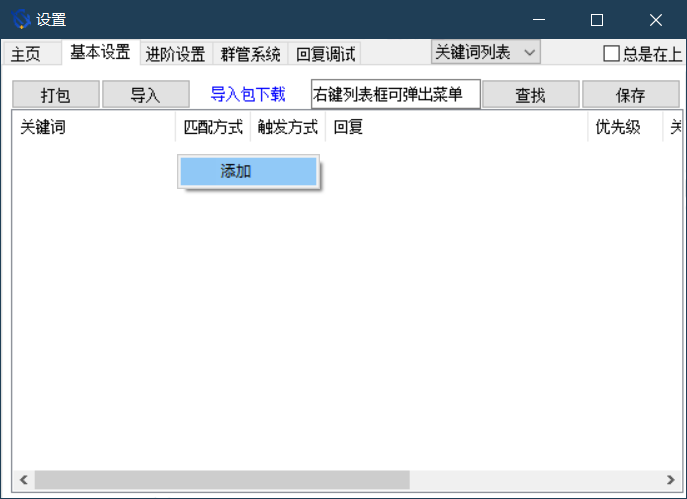 设置
主页 基本设置 进阶设置 群管系统 回复调试 关键词列表 总是在上
打包 导入 导入包下载 右键列表框可弹出菜单 查找 保存
关键词 匹配方式 触发方式 回复 优先级
添加